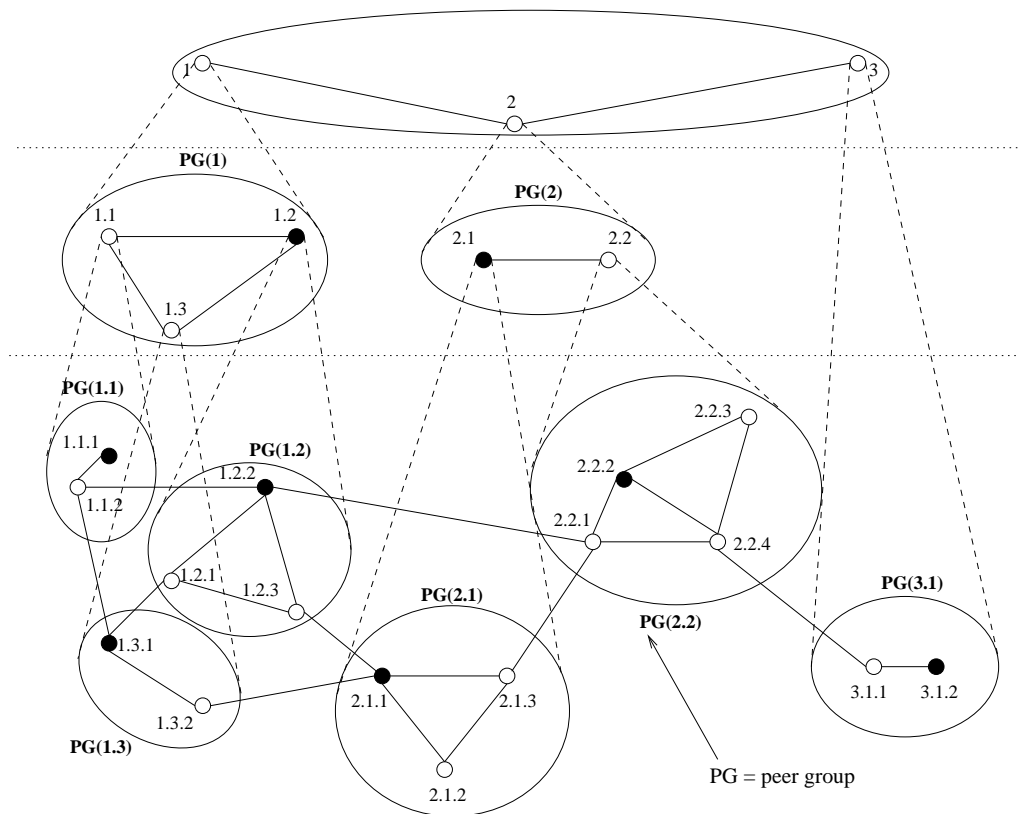 1
3
2
PG(1)
PG(2)
1.1
1.2
2.1
2.2
1.3
PG(1.1)
2.2.3
1.1.1
PG(1.2)
1.2.2
2.2.2
1.1.2
2.2.1
2.2.4
1.2.1
1.2.3
PG(2.1)
PG(3.1)
PG(2.2)
1.3.1
2.1.1
2.1.3
3.1.1
3.1.2
1.3.2
PG(1.3)
PG = peer group
2.1.2